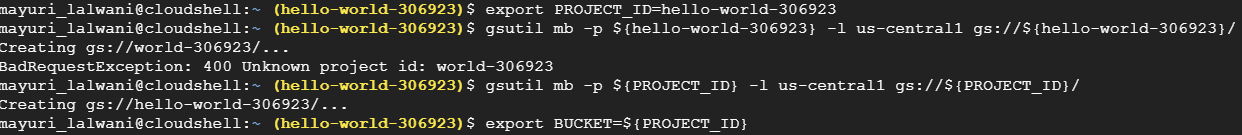 mayuri_lalwani@cloudshell:~ (hello-world-306923)$ export PROJECT_ID=hello-world-306923
mayuri_lalwani@cloudshell:~ (hello-world-306923)$ gsutil mb -p ${hello-world-306923} -l us-central1 gs://${hello-world-306923}/
Creating gs://world-306923/...
BadRequestException: 400 Unknown project id: world-306923
mayuri_lalwani@cloudshell:~ (hello-world-306923)$ gsutil mb -p ${PROJECT_ID} -l us-central1 gs://${PROJECT_ID}/
Creating gs://hello-world-306923/...
mayuri_lalwani@cloudshell:~ (hello-world-306923)$ export BUCKET=${PROJECT_ID}